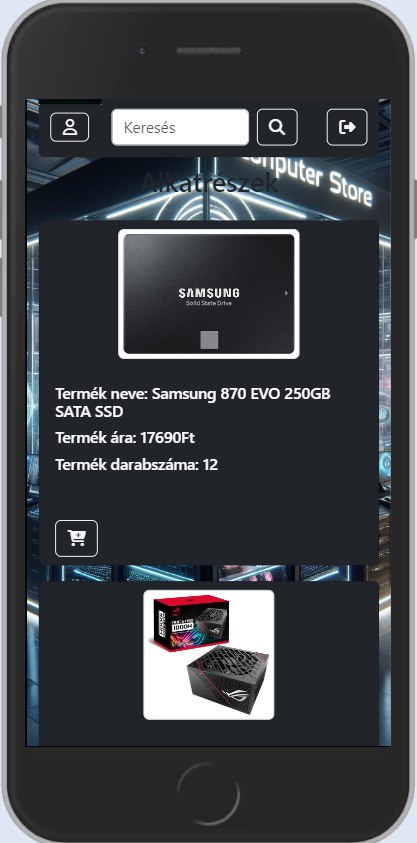 Keresés
Computer Store
Alkatrészek
SAMSUNG
Solid State Drive
Termék neve: Samsung 870 EVO 250GB
SATA SSD
Termék ára: 17690Ft
Termék darabszáma: 12
1000W